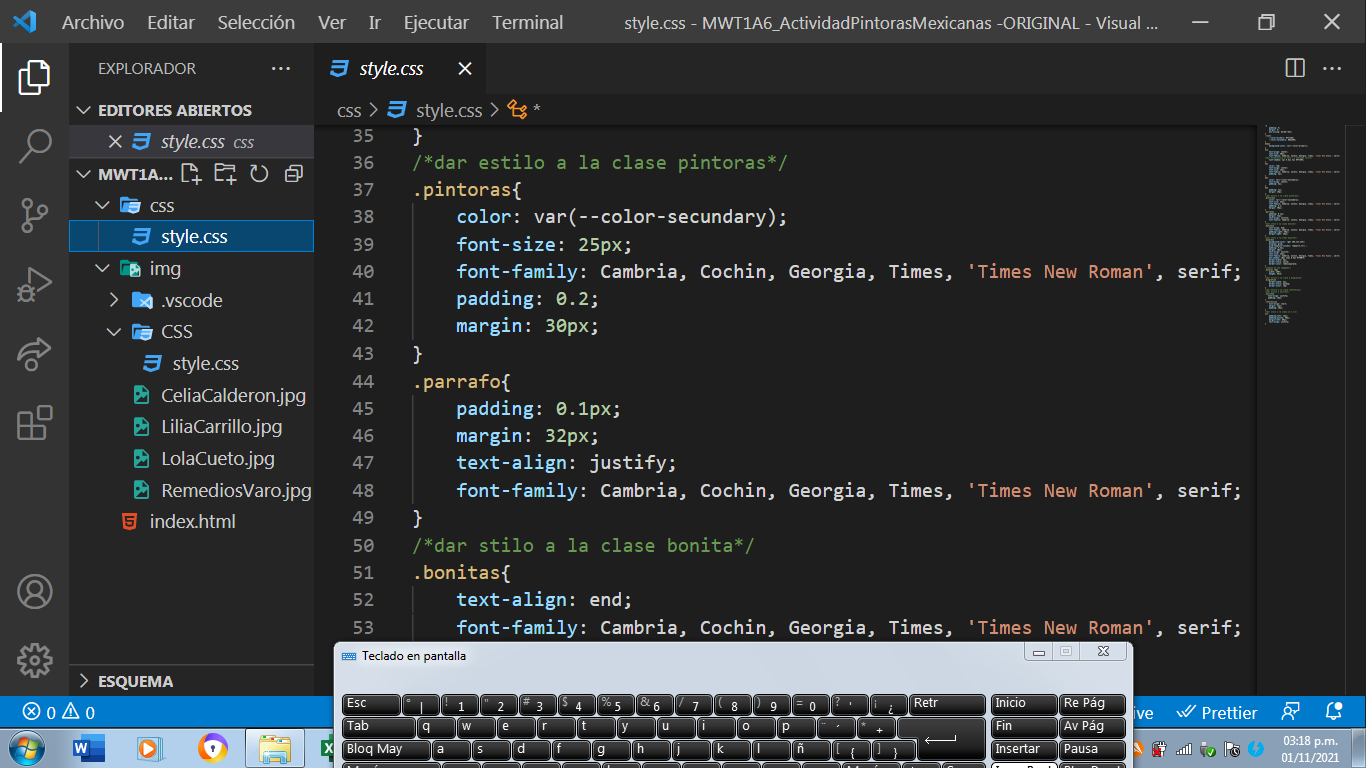 Archivo Editar Selección Ver Ir Ejecutar Terminal style.css - MWT1A6_ActividadPintorasMexicanas -ORIGINAL - Visual ...
EXPLORADOR
EDITORES ABIERTOS
style.css css
MWT1A...
css
style.css
img
.vscode
CSS
style.css
CeliaCalderon.jpg
LiliaCarrillo.jpg
LolaCueto.jpg
RemediosVaro.jpg
index.html
ESQUEMA
style.css
css > style.css > *
35 }
36 /*dar estilo a la clase pintoras*/
37 .pintoras{
38 color: var(--color-secundary);
39 font-size: 25px;
40 font-family: Cambria, Cochin, Georgia, Times, 'Times New Roman', serif;
41 padding: 0.2;
42 margin: 30px;
43 }
44 .parrafo{
45 padding: 0.1px;
46 margin: 32px;
47 text-align: justify;
48 font-family: Cambria, Cochin, Georgia, Times, 'Times New Roman', serif;
49 }
50 /*dar stilo a la clase bonita*/
51 .bonitas{
52 text-align: end;
53 font-family: Cambria, Cochin, Georgia, Times, 'Times New Roman', serif;
Teclado en pantalla
Esc ° | ! 1 " 2 # 3 $ 4 % 5 & 6 / 7 ( 8 ) 9 = 0 ? ' ¡ ¿ Retr Inicio Re Pág
Tab q w e r t y u i o p ¨ ´ * + Fin Av Pág
Bloq May a s d f g h j k l ñ [ { ] } Insertar Pausa
0 0 ive Prettier
03:18 p.m.
01/11/2021